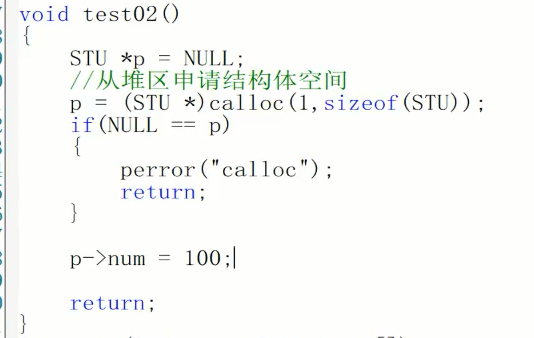 void test02()
{
    STU *p = NULL;
    //从堆区申请结构体空间
    p = (STU *)calloc(1,sizeof(STU));
    if(NULL == p)
    {
        perror("calloc");
        return;
    }

    p->num = 100;

    return;
}